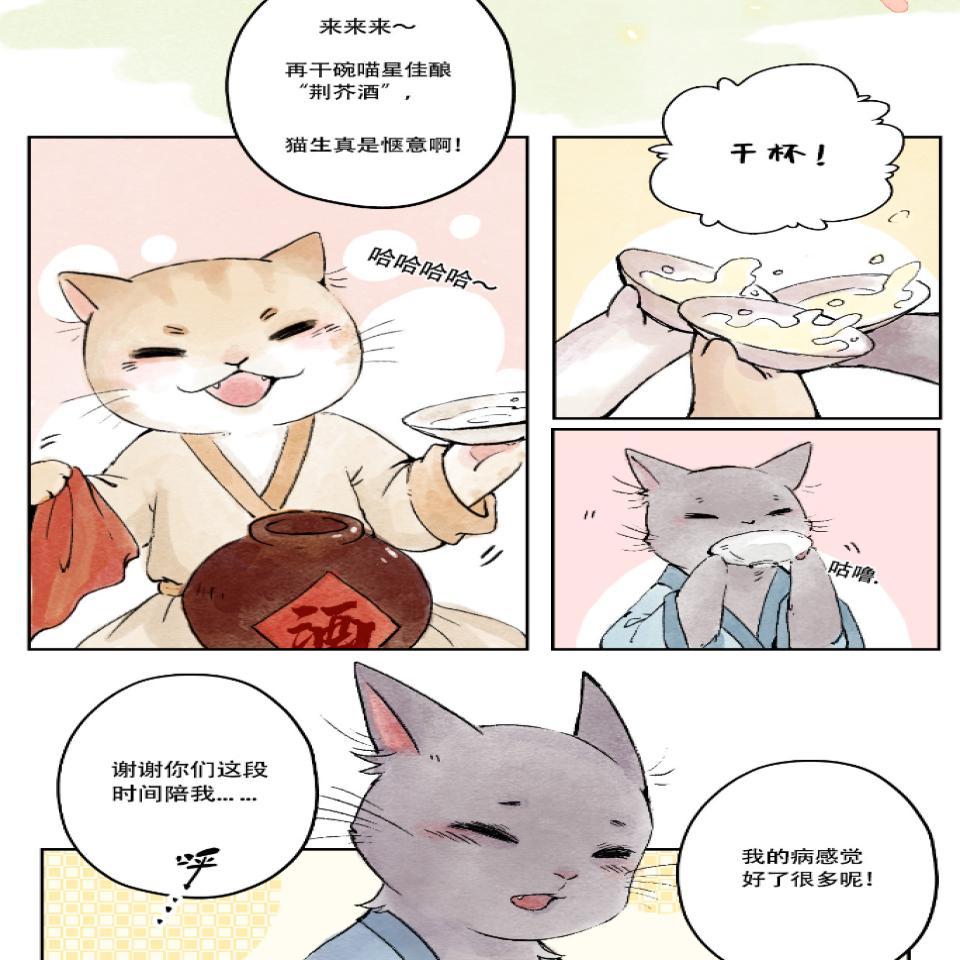 来来来～
再干碗喵星佳酿
“荆芥酒”，
猫生真是惬意啊！
哈哈哈哈～
酒
干杯！
咕噜.
谢谢你们这段
时间陪我... ...
呼
我的病感觉
好了很多呢！